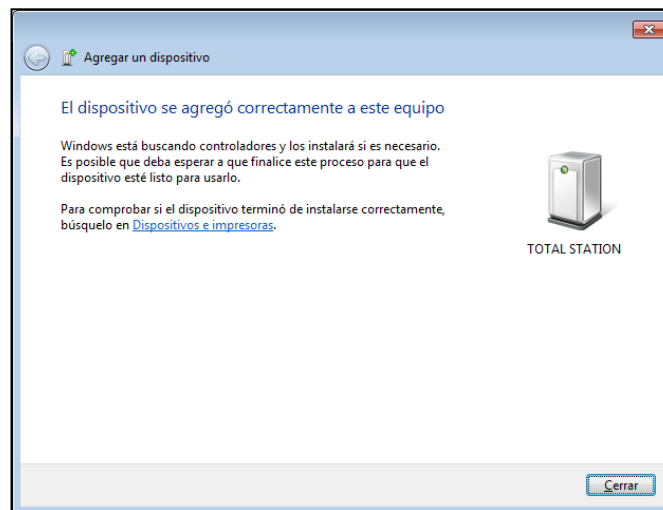 Agregar un dispositivo
El dispositivo se agregó correctamente a este equipo
Windows está buscando controladores y los instalará si es necesario.
Es posible que deba esperar a que finalice este proceso para que el
dispositivo esté listo para usarlo.
Para comprobar si el dispositivo terminó de instalarse correctamente,
búsquelo en Dispositivos e impresoras.
TOTAL STATION
Cerrar